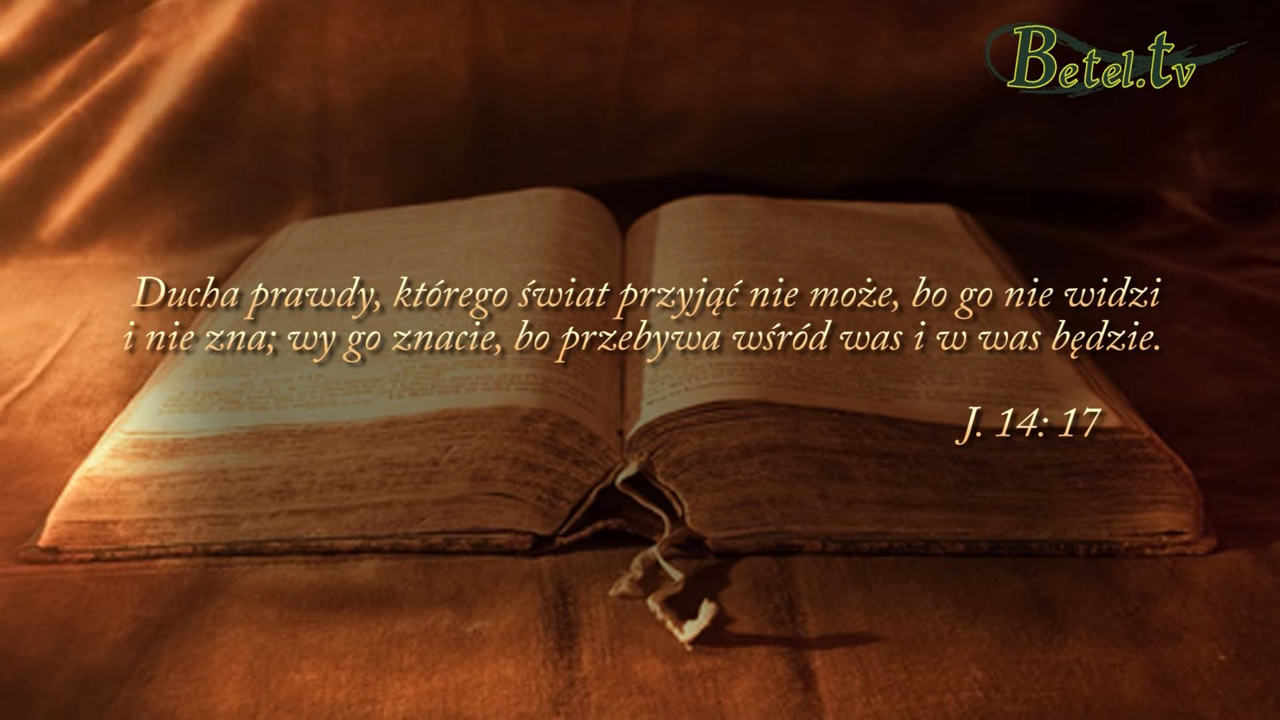 Betel.tv
Ducha prawdy, którego świat przyjąć nie może, bo go nie widzi
i nie zna; wy go znacie, bo przebywa wśród was i w was będzie.
J. 14: 17